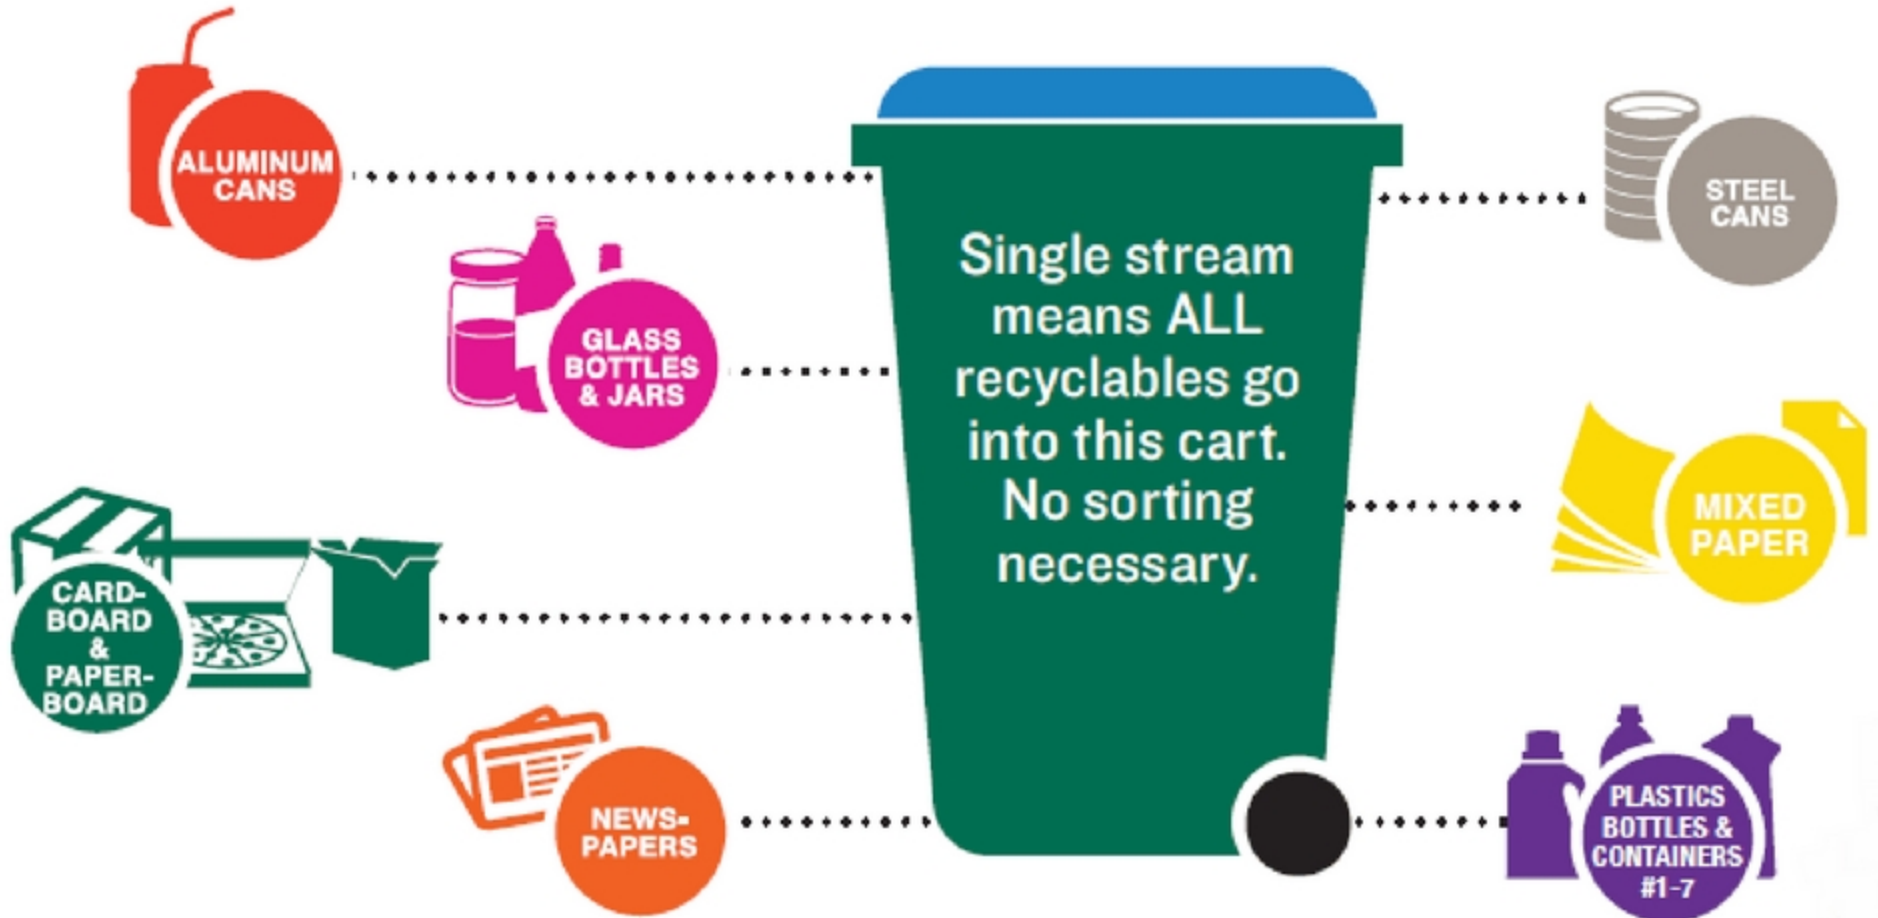 ALUMINUM
CANS
GLASS
BOTTLES
& JARS
CARD-
BOARD
&
PAPER-
BOARD
NEWS-
PAPERS
Single stream
means ALL
recyclables go
into this cart.
No sorting
necessary.
STEEL
CANS
MIXED
PAPER
PLASTICS
BOTTLES &
CONTAINERS
#1-7